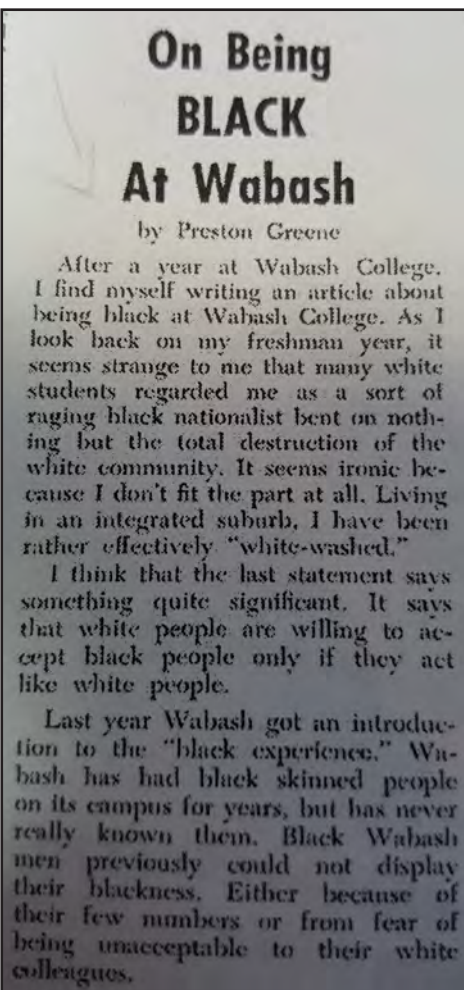 On Being
BLACK
At Wabash
by Preston Greene
After a year at Wabash College.
I find myself writing an article about
being black at Wabash College. As I
look back on my freshman year, it
seems strange to me that many white
students regarded me as a sort of
raging black nationalist bent on noth-
ing but the total destruction of the
white community. It seems ironic be-
cause I don't fit the part at all. Living
in an integrated suburb, I have been
rather effectively "white-washed."
I think that the last statement says
something quite significant. It says
that white people are willing to ac-
cept black people only if they act
like white people.
Last year Wabash got an introduc-
tion to the "black experience." Wa-
bash has had black skinned people
on its campus for years, but has never
really known them. Black Wabash
men previously could not display
their blackness. Either because of
their few numbers or from fear of
being unacceptable to their white
colleagues.